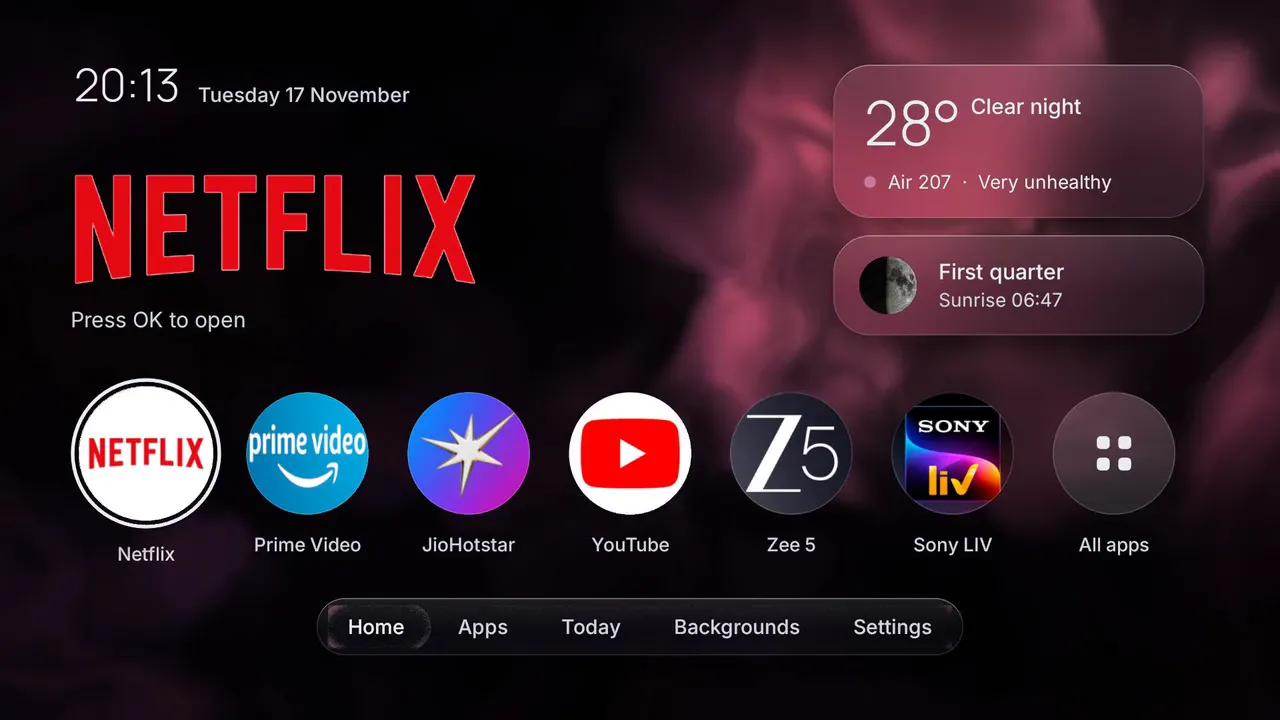 20:13 Tuesday 17 November
28° Clear night
Air 207 · Very unhealthy
NETFLIX
Press OK to open
First quarter
Sunrise 06:47
NETFLIX
prime video
Z5
SONY
liv
Netflix
Prime Video
JioHotstar
YouTube
Zee 5
Sony LIV
All apps
Home
Apps
Today
Backgrounds
Settings